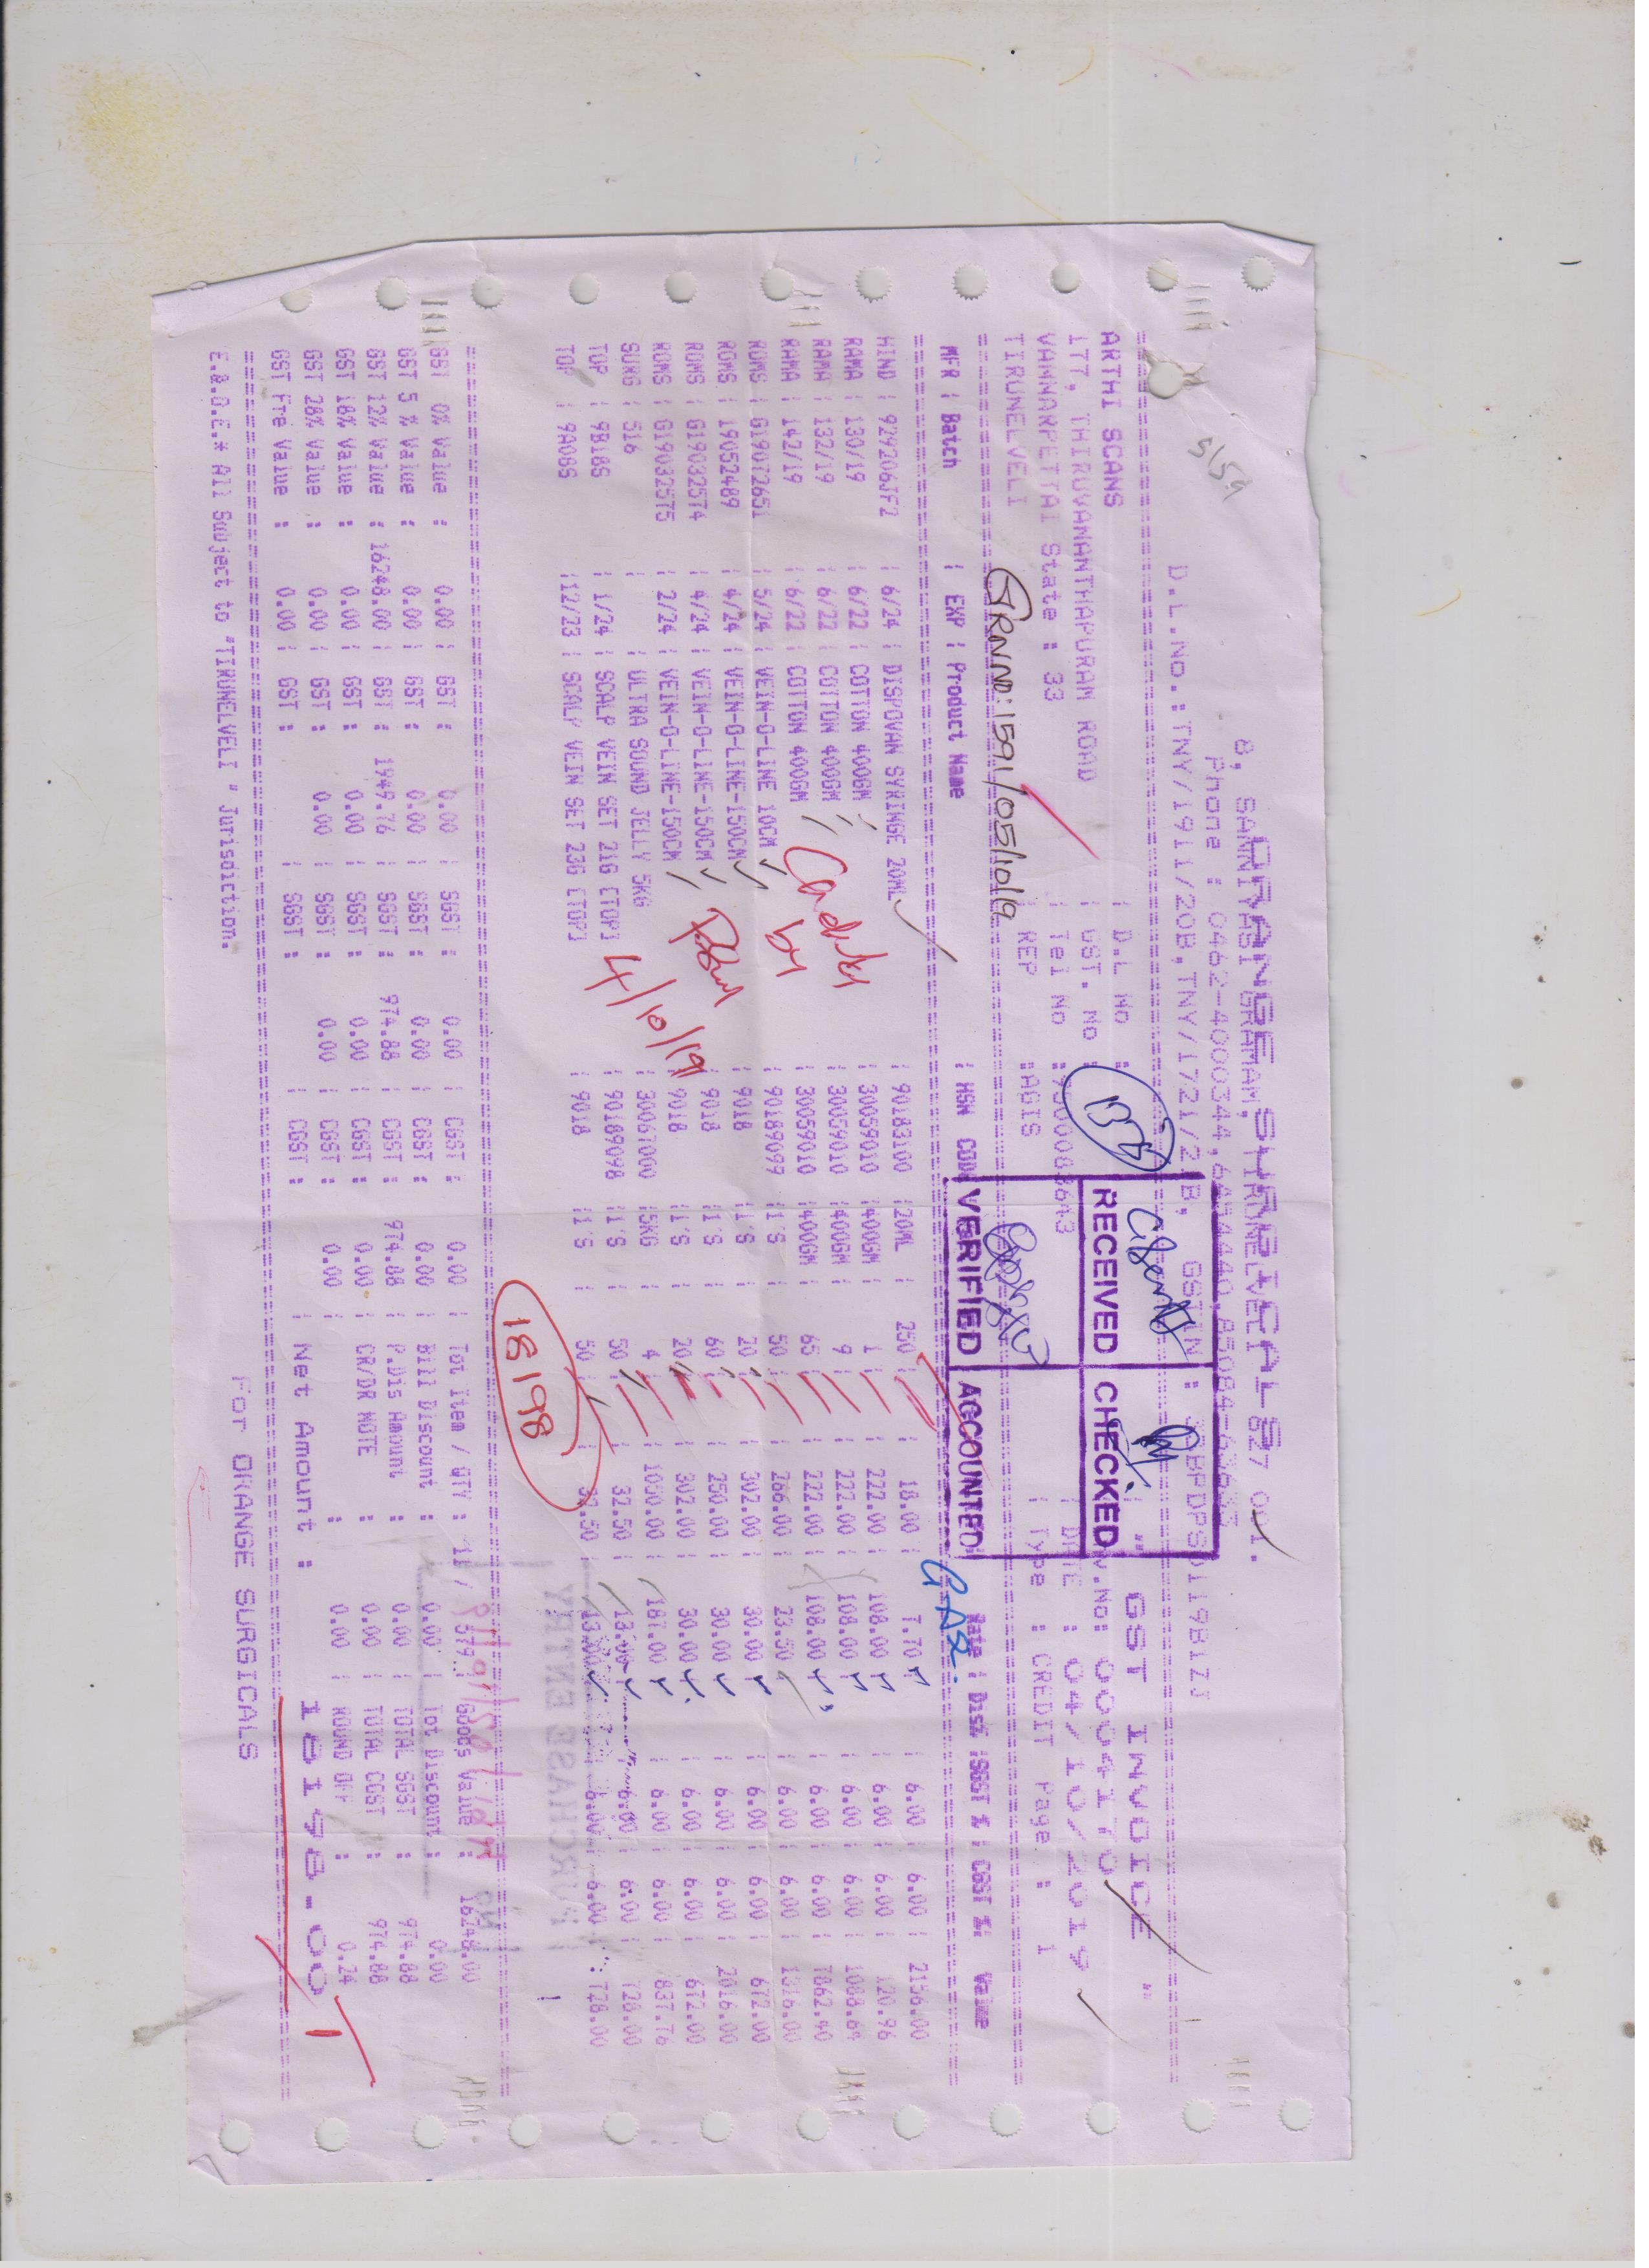 ORANGE SURGICALS
8, SANNIYASI GRAMAM, TIRUNELVELI-627 001.
Phone : 0462-4000344,
D.L.No.:TNY/1911/20B,TNY/1721/21B, GSTIN :
" GST INVOICE "
ARTHI SCANS : D.L No :
177, THIRUVANANTHAPURAN ROAD : GST. No : Inv.No: 0004170
VANNARPETTAI State : 33 : Tel No : DATE : 04/10/2019
TIRUNELVELI : REP :AGIS : Type : CREDIT Page : 1
5159
GRNNO:1591/05/10/19
RECEIVED CHECKED
VERIFIED ACCOUNTED
MFR : Batch : EXP : Product Name : HSN CODE Rate : Dis% :SGST % : CGST %: Value
HIND : 929206JF2 : 6/24 : DISPOVAN SYRINGE 20ML : 90183100 :20ML : 250 : 18.00 : 7.70 : 6.00 : 6.00 : 2156.00
RAMA : 130/19 : 6/22 : COTTON 400GM : 30059010 :400GM : 1 : 222.00 : 108.00 : 6.00 : 6.00 : 120.96
RAMA : 132/19 : 6/22 : COTTON 400GM : 30059010 :400GM : 9 : 222.00 : 108.00 : 6.00 : 6.00 : 1088.64
RAMA : 142/19 : 6/22 : COTTON 400GM : 30059010 :400GM : 65 : 222.00 : 108.00 : 6.00 : 6.00 : 7862.40
ROMS : G19072651 : 5/24 : VEIN-O-LINE 10CM : 90189099 :1'S : 50 : 266.00 : 23.50 : 6.00 : 6.00 : 1316.00
ROMS : 19052489 : 4/24 : VEIN-O-LINE-150CM : 9018 :1'S : 20 : 302.00 : 30.00 : 6.00 : 6.00 : 672.00
ROMS : G19032574 : 4/24 : VEIN-O-LINE-150CM : 9018 :1'S : 60 : 250.00 : 30.00 : 6.00 : 6.00 : 2016.00
ROMS : G19032575 : 2/24 : VEIN-O-LINE-150CM : 9018 :1'S : 20 : 302.00 : 30.00 : 6.00 : 6.00 : 672.00
SURG : 516 : : ULTRA SOUND JELLY 5KG : 30067000 :5KG : 4 : 1050.00 : 187.00 : 6.00 : 6.00 : 837.76
TOP : 9B18S : 1/24 : SCALP VEIN SET 21G [TOP] : 90189098 :1'S : 50 : 32.50 : 13.00 : 6.00 : 6.00 : 728.00
TOP : 9A08S :12/23 : SCALP VEIN SET 23G [TOP] : 9018 :1'S : 50 : 32.50 : 13.00 : 6.00 : 6.00 : 728.00
by
4/10/19
18198
PURCHASE ENTRY
GST 0% Value : 0.00 : GST : 0.00 : SGST : 0.00 : CGST : 0.00 : Tot Item / QTY : 11 / 579 : Goods Value : 16248.00
GST 5 % Value : 0.00 : GST : 0.00 : SGST : 0.00 : CGST : 0.00 : Bill Discount : 0.00 : Tot Discount : 0.00
GST 12% Value : 16248.00 : GST : 1949.76 : SGST : 974.88 : CGST : 974.88 : P.Dis Amount : 0.00 : TOTAL SGST : 974.88
GST 18% Value : 0.00 : GST : 0.00 : SGST : 0.00 : CGST : 0.00 : CR/DR NOTE : 0.00 : TOTAL CGST : 974.88
GST 28% Value : 0.00 : GST : 0.00 : SGST : 0.00 : CGST : 0.00 : : 0.00 : ROUND OFF : 0.24
GST Fre Value : 0.00 : GST : : SGST : : CGST : : Net Amount : 18198.00
E.&.O.E.* All Subject to "TIRUNELVELI " Jurisdiction.
For ORANGE SURGICALS